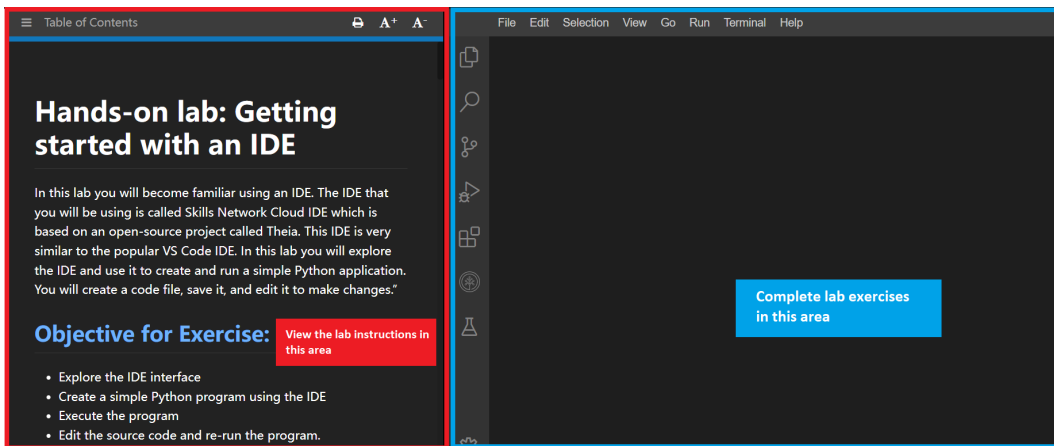 Table of Contents
A+ A-
Hands-on lab: Getting
started with an IDE
In this lab you will become familiar using an IDE. The IDE that
you will be using is called Skills Network Cloud IDE which is
based on an open-source project called Theia. This IDE is very
similar to the popular VS Code IDE. In this lab you will explore
the IDE and use it to create and run a simple Python application.
You will create a code file, save it, and edit it to make changes.”
Objective for Exercise:
View the lab instructions in
this area
• Explore the IDE interface
• Create a simple Python program using the IDE
• Execute the program
• Edit the source code and re-run the program.
File Edit Selection View Go Run Terminal Help
Complete lab exercises
in this area